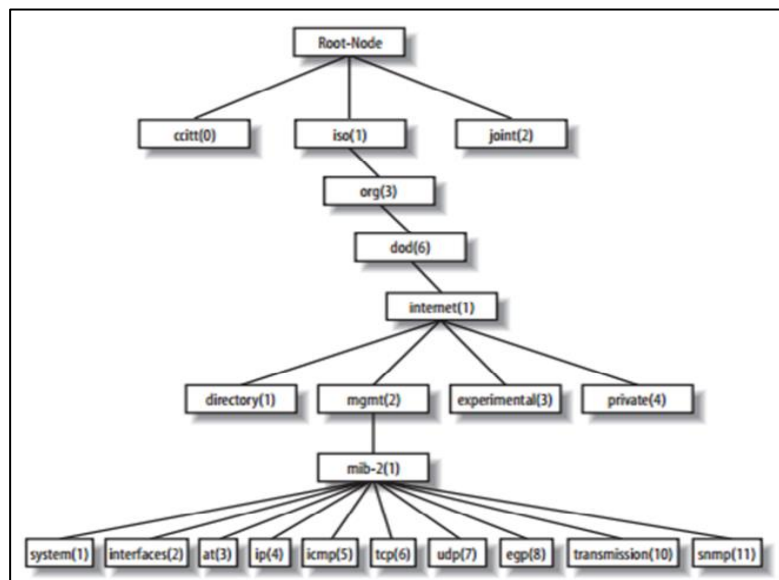 Root-Node
ccitt(0) iso(1) joint(2)
org(3)
dod(6)
internet(1)
directory(1) mgmt(2) experimental(3) private(4)
mib-2(1)
system(1) interfaces(2) at(3) ip(4) icmp(5) tcp(6) udp(7) egp(8) transmission(10) snmp(11)